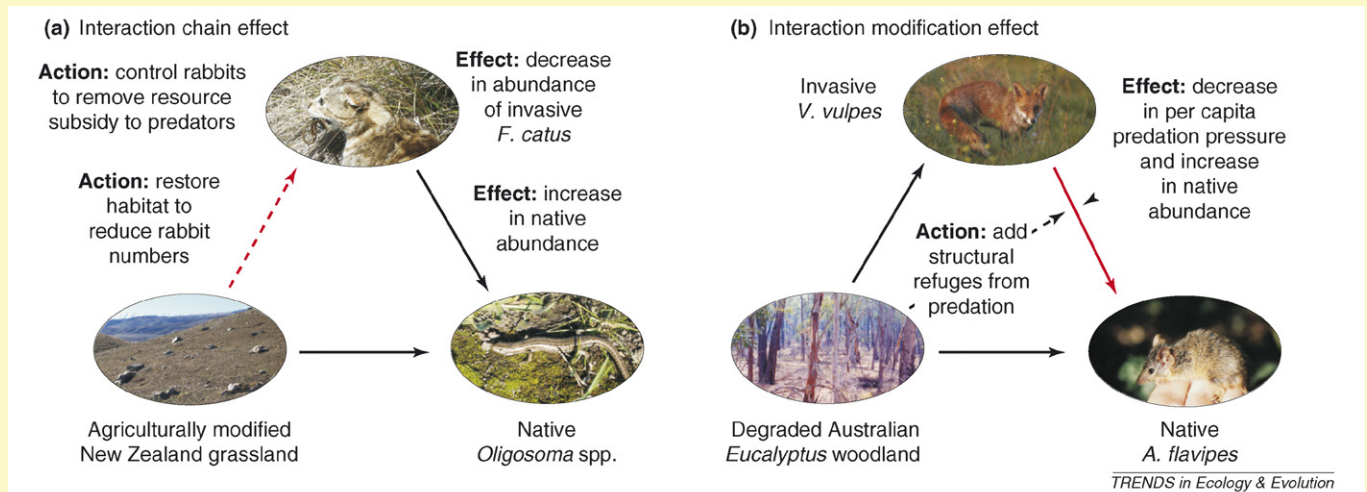 (a) Interaction chain effect
Action: control rabbits
to remove resource
subsidy to predators
Effect: decrease
in abundance
of invasive
F. catus
Action: restore
habitat to
reduce rabbit
numbers
Effect: increase
in native
abundance
Agriculturally modified
New Zealand grassland
Native
Oligosoma spp.
(b) Interaction modification effect
Invasive
V. vulpes
Effect: decrease
in per capita
predation pressure
and increase
in native
abundance
Action: add
structural
refuges from
predation
Degraded Australian
Eucalyptus woodland
Native
A. flavipes
TRENDS in Ecology & Evolution